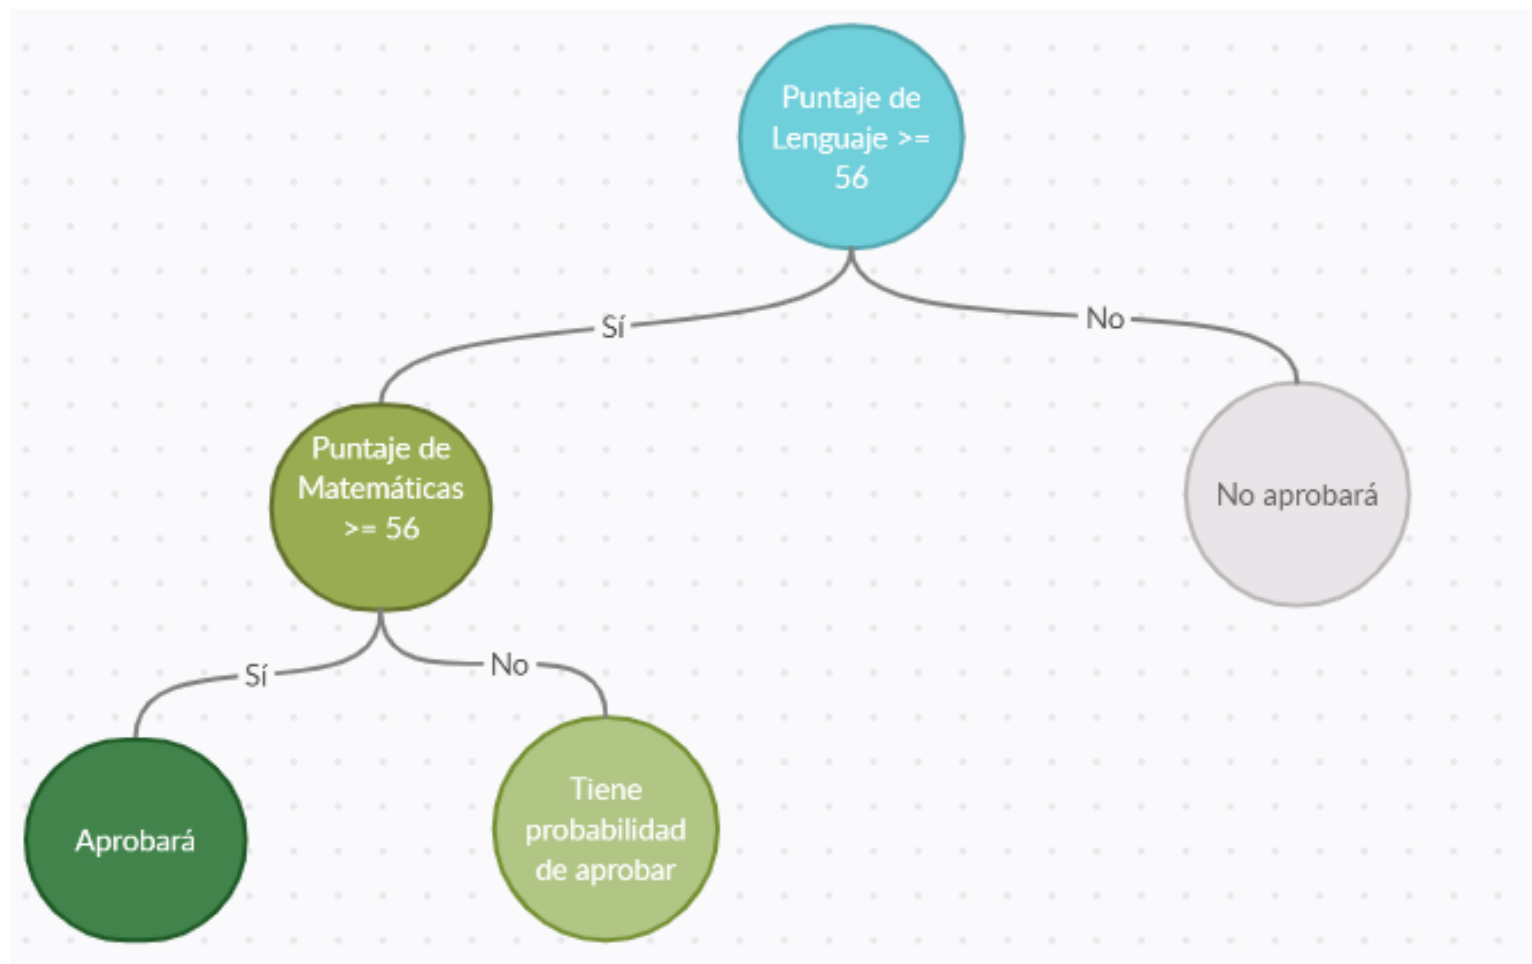 Puntaje de
Lenguaje >=
56
Sí
No
Puntaje de
Matemáticas
>= 56
No aprobará
Sí
No
Aprobará
Tiene
probabilidad
de aprobar